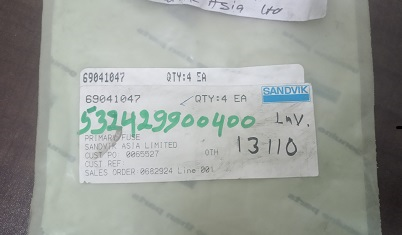 Asia Ltd
69041047 QTY:4 EA
69041047 QTY:4 EA SANDVIK
532429900400 Inv.
PRIMARY FUSE
SANDVIK ASIA LIMITED
CUST PO 0065527 OTH 13110
CUST REF
SALES ORDER 0682924 Line 001